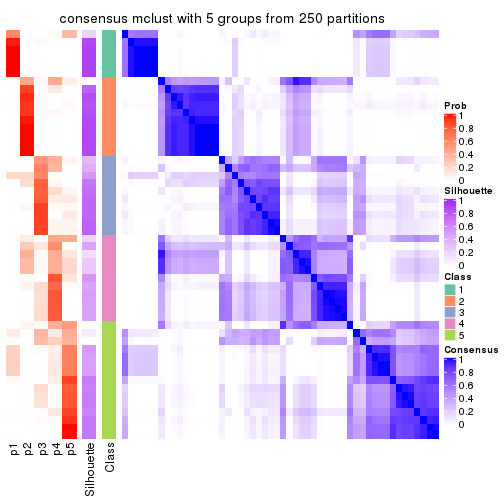 consensus mclust with 5 groups from 250 partitions
Prob
1
0.8
0.6
0.4
0.2
0
Silhouette
1
0.8
0.6
0.4
0.2
0
Class
1
2
3
4
5
Consensus
1
0.8
0.6
0.4
0.2
0
p1
p2
p3
p4
p5
Silhouette
Class